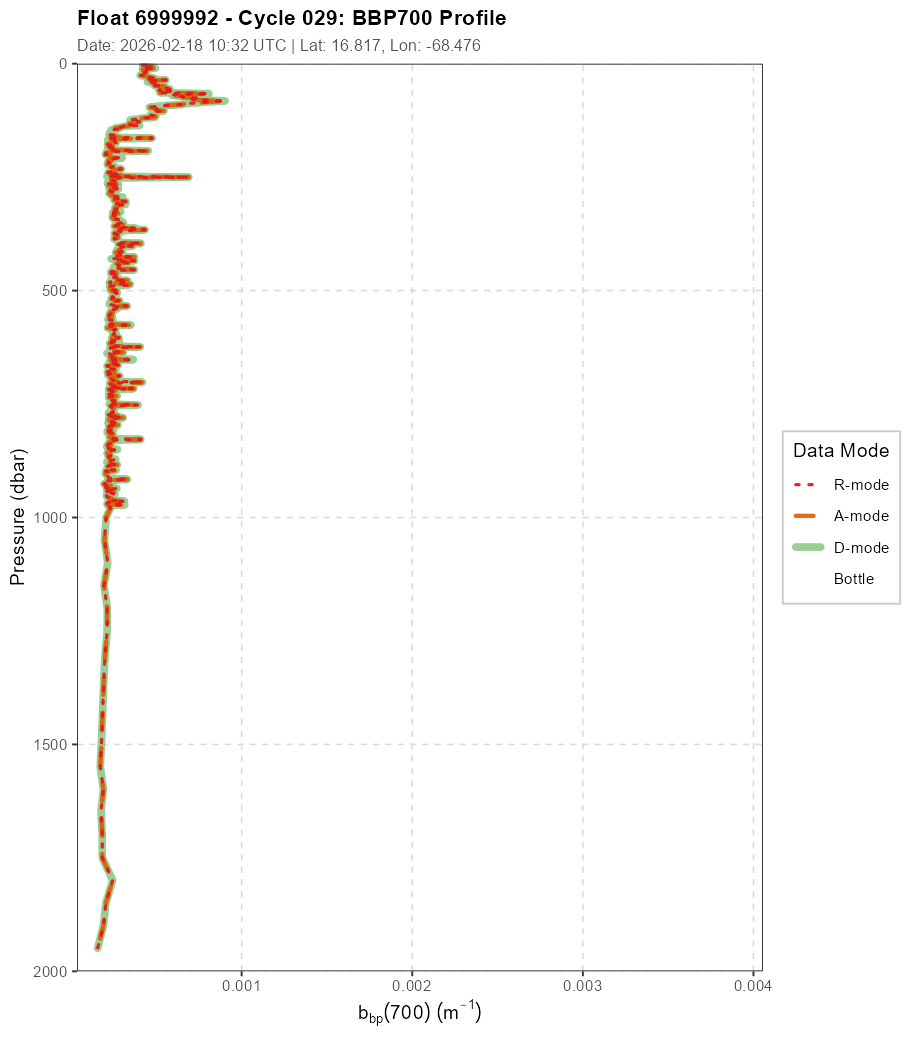 Float 6999992 - Cycle 029: BBP700 Profile
Date: 2026-02-18 10:32 UTC | Lat: 16.817, Lon: -68.476
0
500
1000
1500
2000
Pressure (dbar)
0.001
0.002
0.003
0.004
b_bp(700) (m⁻¹)
Data Mode
R-mode
A-mode
D-mode
Bottle